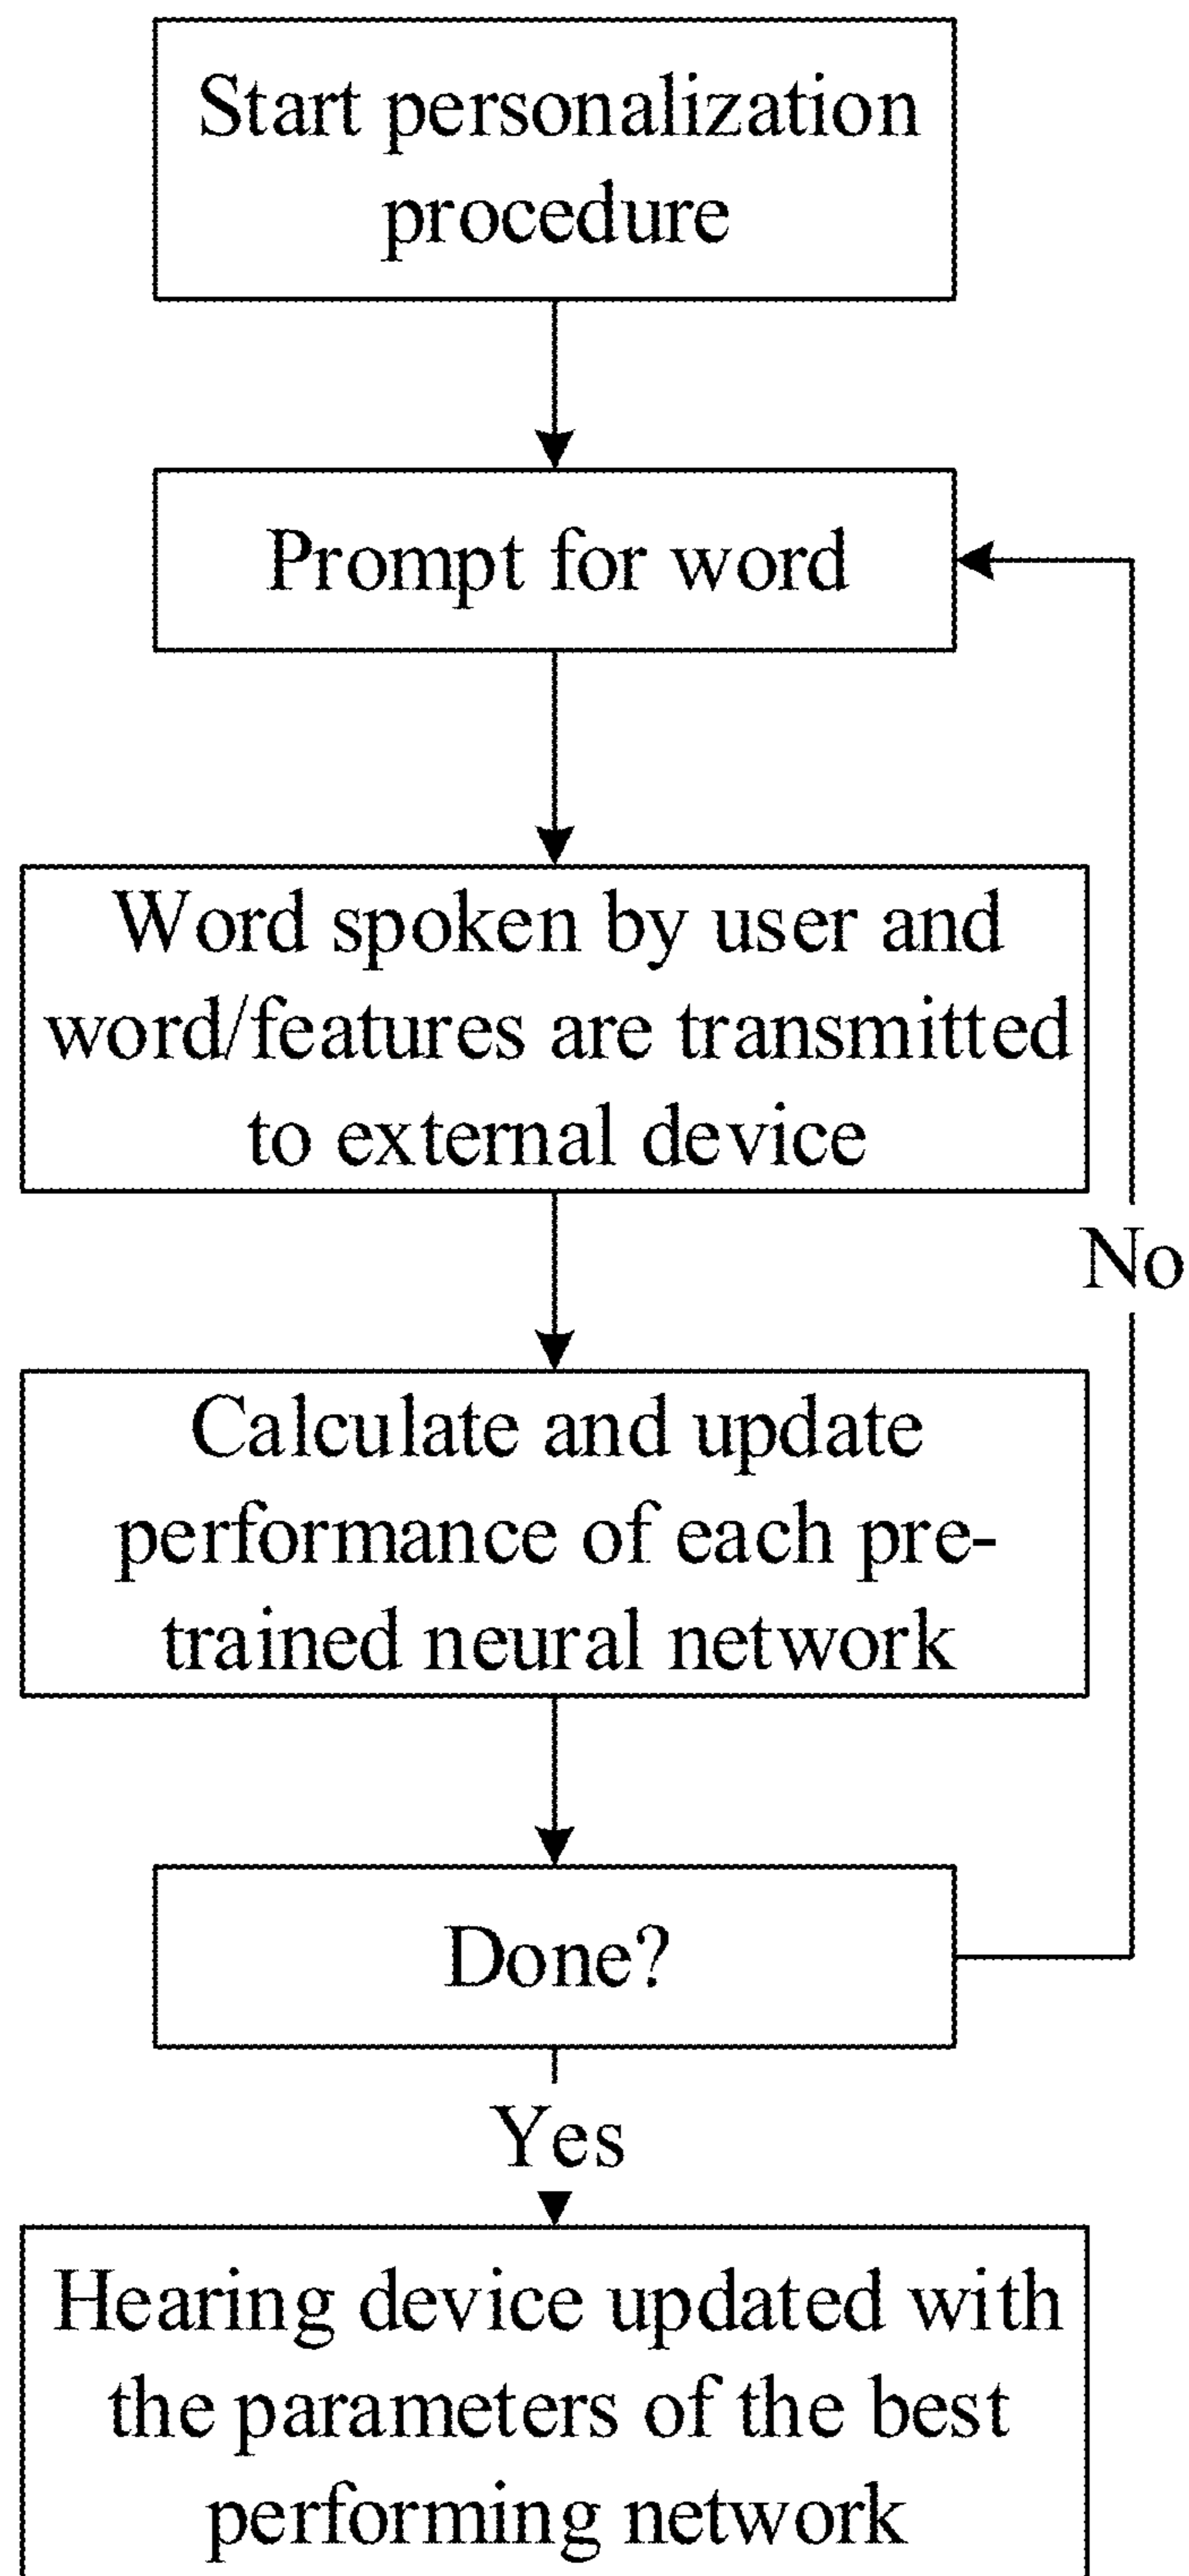 Start personalization
procedure
Prompt for word
Word spoken by user and
word/features are transmitted
to external device
No
Calculate and update
performance of each pre-
trained neural network
Done?
Yes
Hearing device updated with
the parameters of the best
performing network